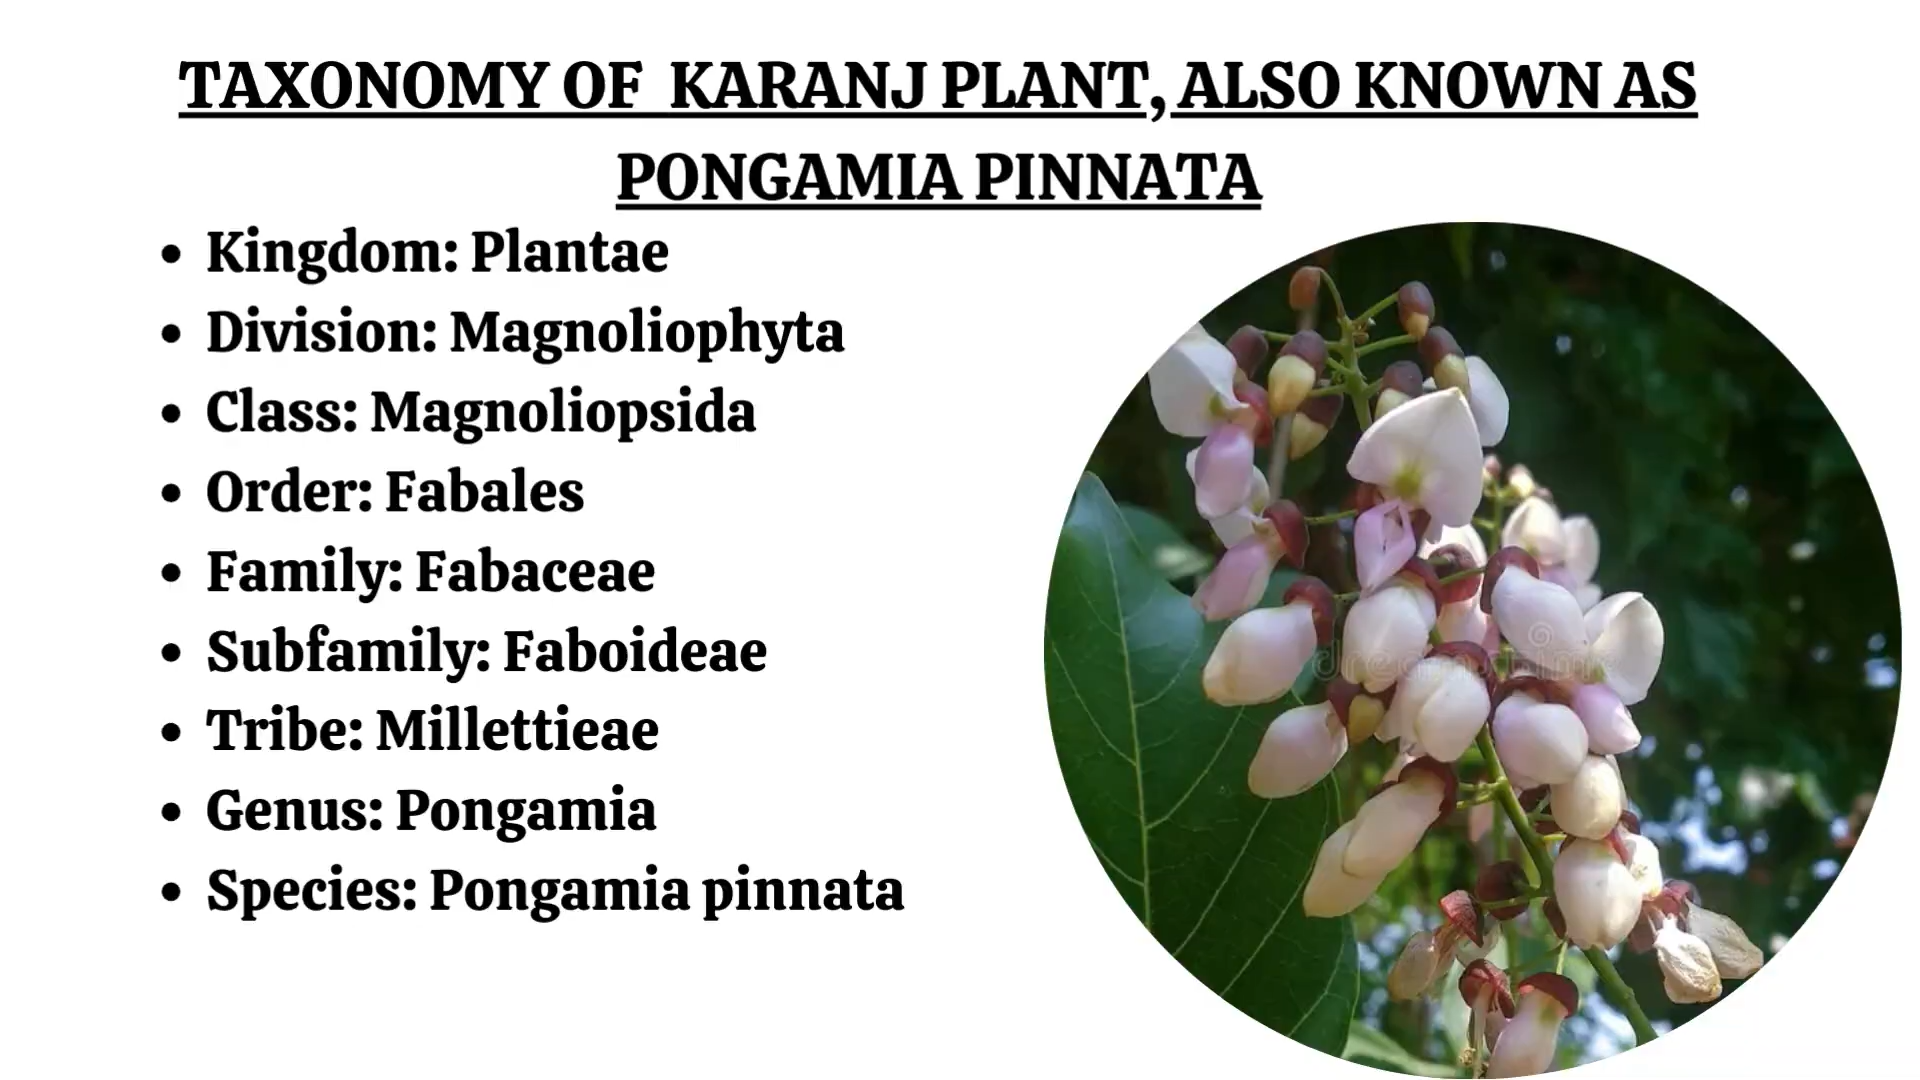 TAXONOMY OF KARANJ PLANT, ALSO KNOWN AS
PONGAMIA PINNATA
• Kingdom: Plantae
• Division: Magnoliophyta
• Class: Magnoliopsida
• Order: Fabales
• Family: Fabaceae
• Subfamily: Faboideae
• Tribe: Millettieae
• Genus: Pongamia
• Species: Pongamia pinnata